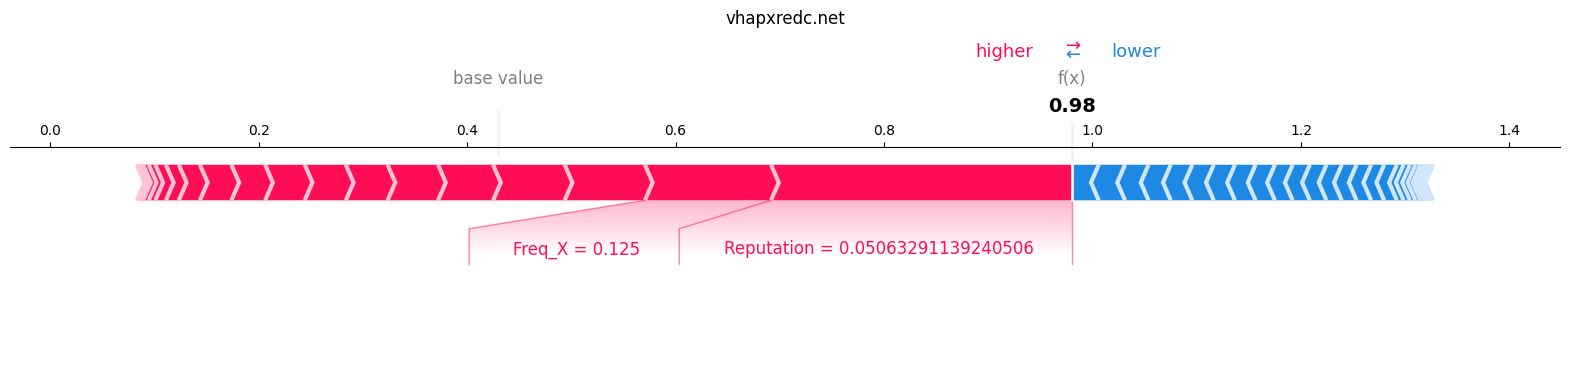 vhapxredc.net
higher ⇄ lower
base value f(x)
0.98
0.0 0.2 0.4 0.6 0.8 1.0 1.2 1.4
Freq_X = 0.125 Reputation = 0.05063291139240506